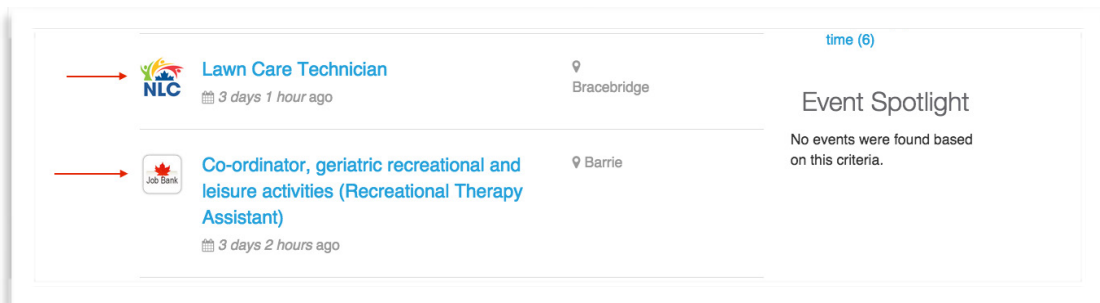 time (6)
Lawn Care Technician
NLC
3 days 1 hour ago
Bracebridge
Event Spotlight
No events were found based
on this criteria.
Co-ordinator, geriatric recreational and
leisure activities (Recreational Therapy
Assistant)
Job Bank
Barrie
3 days 2 hours ago